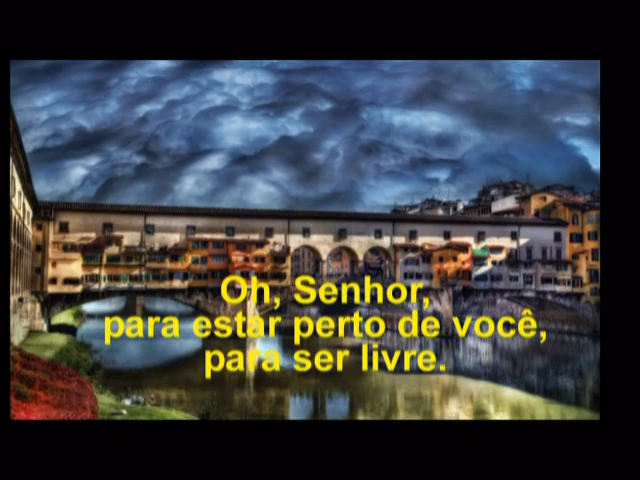 Oh, Senhor,
para estar perto de você,
para ser livre.